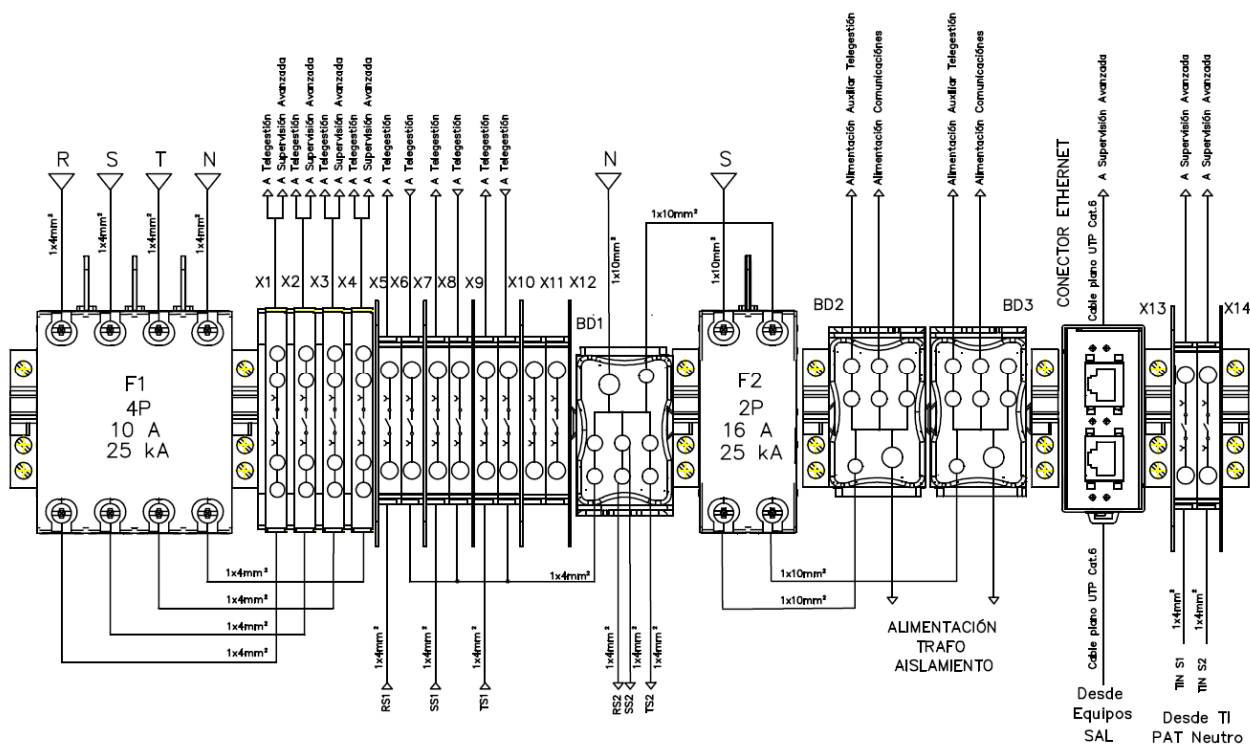 R
S
T
N
1x4mm²
1x4mm²
1x4mm²
1x4mm²
A Telegestión
A Supervisión Avanzada
A Telegestión
A Supervisión Avanzada
A Telegestión
A Supervisión Avanzada
A Telegestión
A Supervisión Avanzada
A Telegestión
A Telegestión
A Telegestión
A Telegestión
A Telegestión
A Telegestión
N
S
1x10mm²
1x10mm²
1x10mm²
Alimentación Auxiliar Telegestión
Alimentación Comunicaciónes
Alimentación Auxiliar Telegestión
Alimentación Comunicaciónes
CONECTOR ETHERNET
Cable plano UTP Cat.6
A Supervisión Avanzada
A Supervisión Avanzada
A Supervisión Avanzada
X1
X2
X3
X4
X5
X6
X7
X8
X9
X10
X11
X12
BD1
BD2
BD3
X13
X14
F1
4P
10 A
25 kA
F2
2P
16 A
25 kA
1x4mm²
1x4mm²
1x4mm²
1x4mm²
1x4mm²
1x10mm²
1x10mm²
1x4mm²
1x4mm²
1x4mm²
RS1
SS1
TS1
1x4mm²
1x4mm²
1x4mm²
RS2
SS2
TS2
ALIMENTACIÓN
TRAFO
AISLAMIENTO
Cable plano UTP Cat.6
Desde
Equipos
SAL
1x4mm²
1x4mm²
TIN S1
TIN S2
Desde TI
PAT Neutro